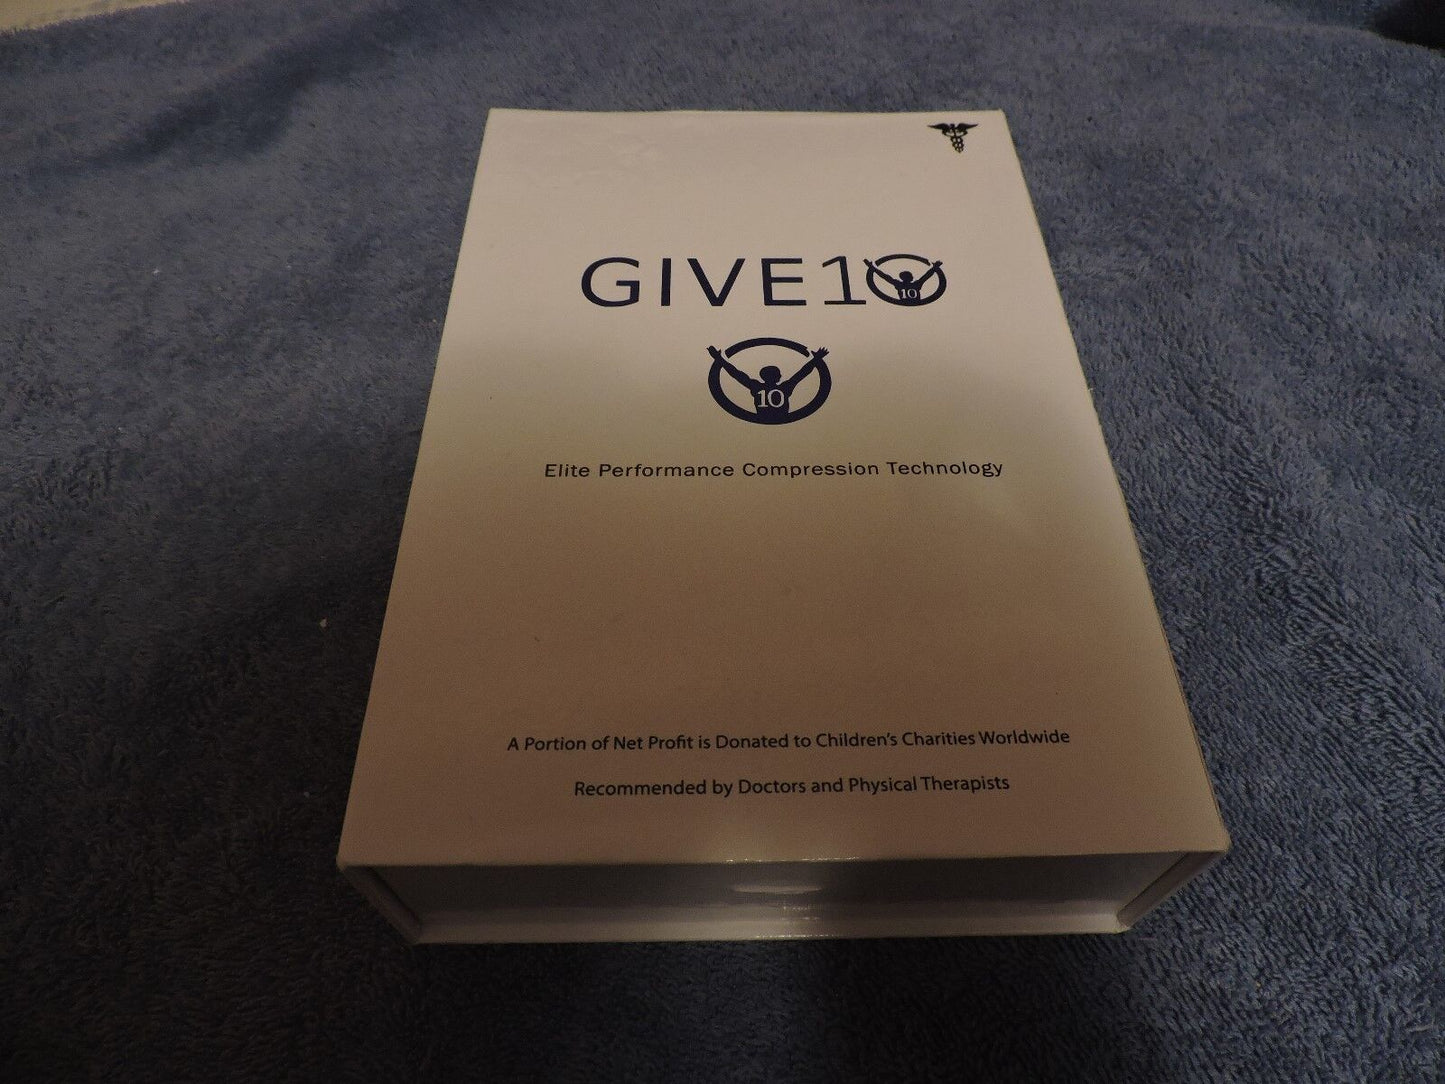 GIVE10
10
10
Elite Performance Compression Technology
A Portion of Net Profit is Donated to Children's Charities Worldwide
Recommended by Doctors and Physical Therapists